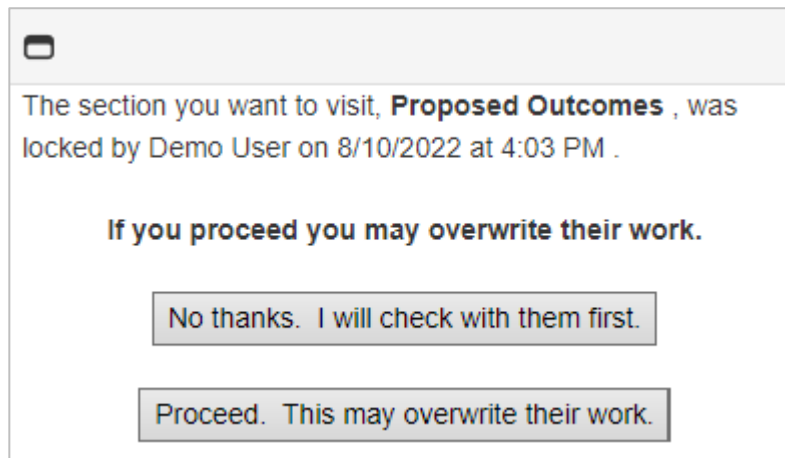 The section you want to visit, Proposed Outcomes , was
locked by Demo User on 8/10/2022 at 4:03 PM .
If you proceed you may overwrite their work.
No thanks.  I will check with them first.
Proceed.  This may overwrite their work.